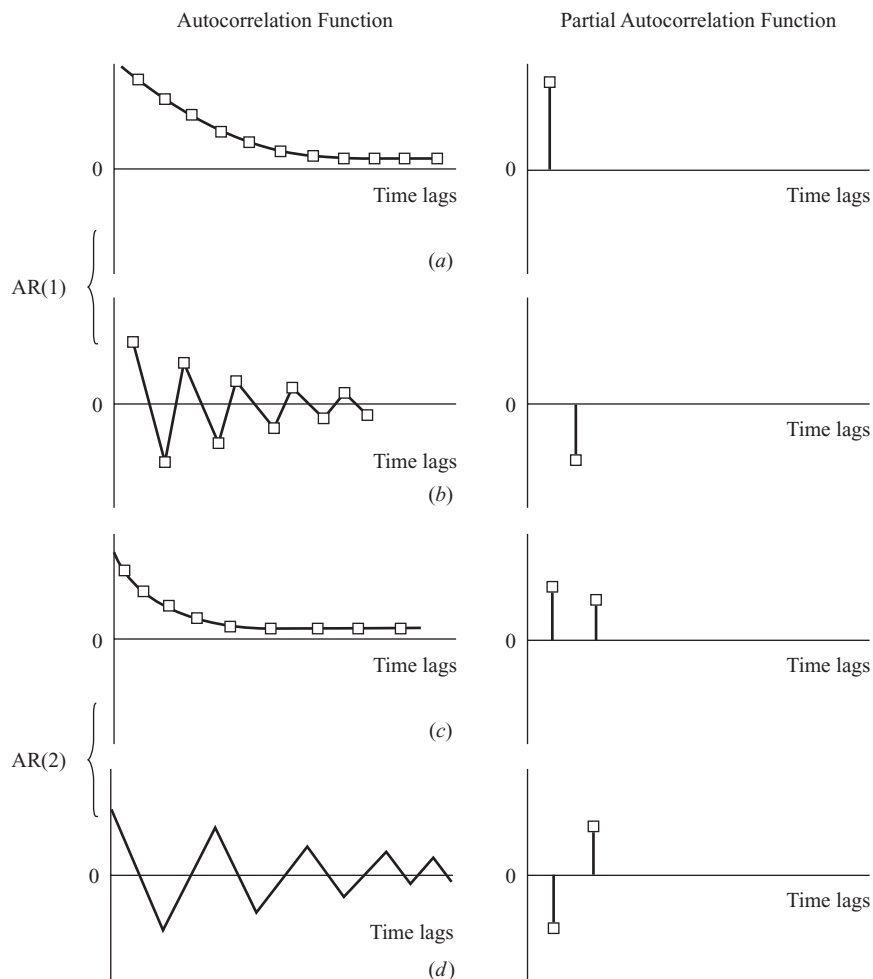 Autocorrelation Function
Partial Autocorrelation Function
0
Time lags
0
Time lags
(a)
AR(1)
0
Time lags
0
Time lags
(b)
0
Time lags
0
Time lags
(c)
AR(2)
0
Time lags
0
Time lags
(d)